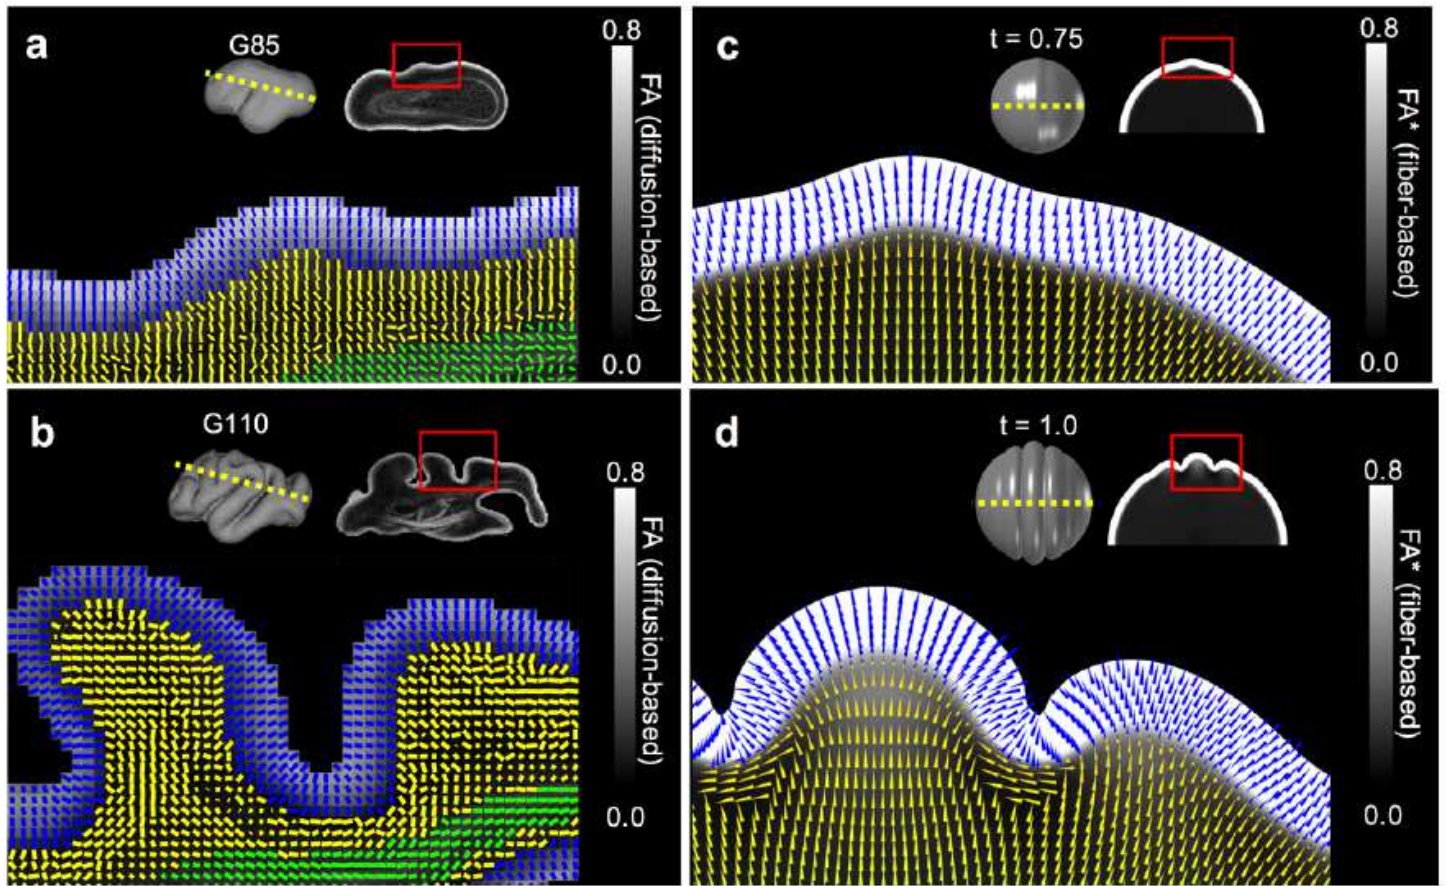 a
G85
0.8
FA (diffusion-based)
0.0
c
t = 0.75
0.8
FA* (fiber-based)
0.0
b
G110
0.8
FA (diffusion-based)
0.0
d
t = 1.0
0.8
FA* (fiber-based)
0.0